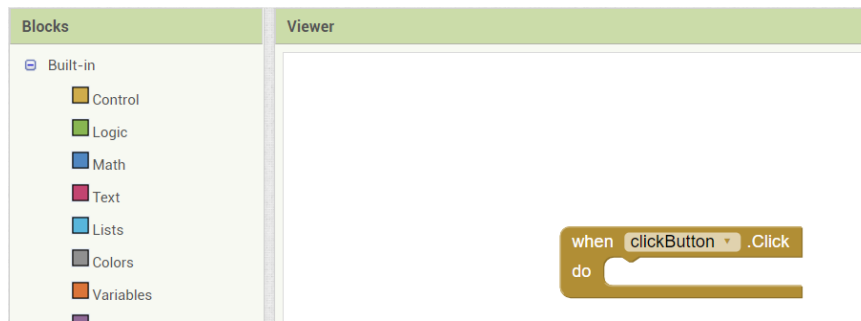 Blocks
Viewer
Built-in
Control
Logic
Math
Text
Lists
Colors
Variables
when clickButton .Click
do